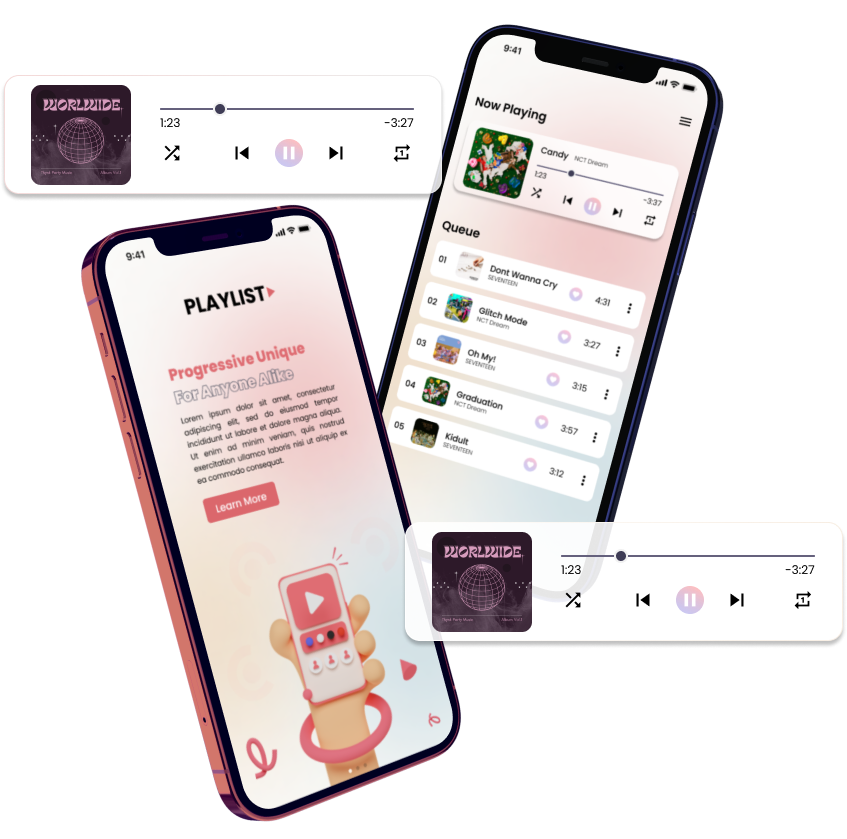 WORLWIDE
1:23
-3:27
9:41
Now Playing
Candy NCT Dream
1:23
-3:37
Queue
01
Dont Wanna Cry
SEVENTEEN
4:31
02
Glitch Mode
NCT Dream
3:27
03
Oh My!
SEVENTEEN
3:15
04
Graduation
NCT Dream
3:57
05
Kidult
SEVENTEEN
3:12
9:41
PLAYLIST
Progressive Unique
For Anyone Alike
Lorem ipsum dolor sit amet, consectetur
adipiscing elit, sed do eiusmod tempor
incididunt ut labore et dolore magna aliqua.
Ut enim ad minim veniam, quis nostrud
exercitation ullamco laboris nisi ut aliquip ex
ea commodo consequat.
Learn More
WORLWIDE
1:23
-3:27